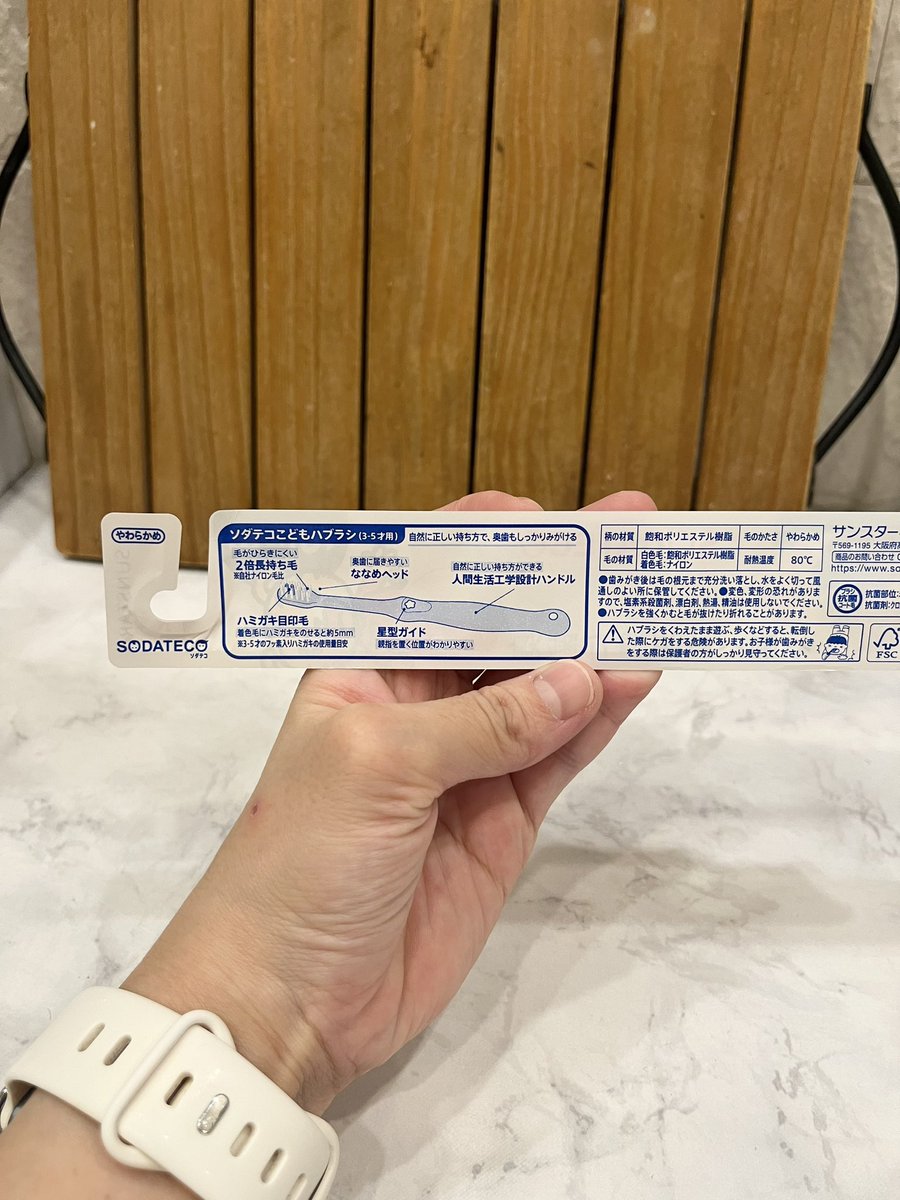 やわらかめ
SODATECO
ソダテコ
ソダテコこどもハブラシ(3-5才用)
自然に正しい持ち方で、奥歯もしっかりみがける
毛がひらきにくい
2倍長持ち毛
※自社ナイロン毛比
奥歯に届きやすい
ななめヘッド
自然に正しい持ち方ができる
人間生活工学設計ハンドル
ハミガキ目印毛
着色毛にハミガキをのせると約5mm
※3-5才のフッ素入りハミガキの使用量目安
星型ガイド
親指を置く位置がわかりやすい
柄の材質 飽和ポリエステル樹脂 毛のかたさ やわらかめ
毛の材質 白色毛:飽和ポリエステル樹脂
着色毛:ナイロン
耐熱温度 80℃
●歯みがき後は毛の根元まで充分洗い落とし、水をよく切って風
通しのよい所に保管してください。●変色、変形の恐れがありま
すので、塩素系殺菌剤、漂白剤、熱湯、精油は使用しないでください。
●ハブラシを強くかむと毛が抜けたり折れることがあります。
ハブラシをくわえたまま遊ぶ、歩くなどすると、転倒し
た際にケガをする危険があります。お子様が歯みがき
をする際は保護者の方がしっかり見守ってください。
サンスター
〒569-1195 大阪府
商品のお問い合わせ
https://www.su
ブラシ
抗菌
コート
抗菌部位:
抗菌剤:
FSC